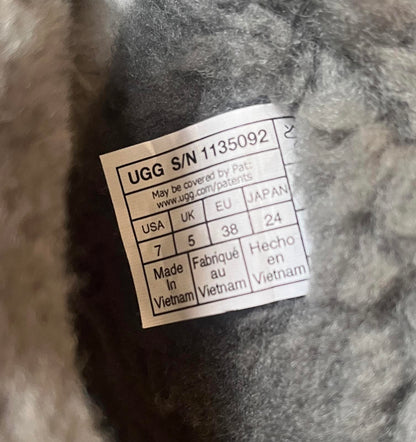 UGG S/N 1135092
May be covered by Pat:
www.ugg.com/patents
USA UK EU JAPAN
7 5 38 24
Made Fabriqué Hecho
In au en
Vietnam Vietnam Vietnam